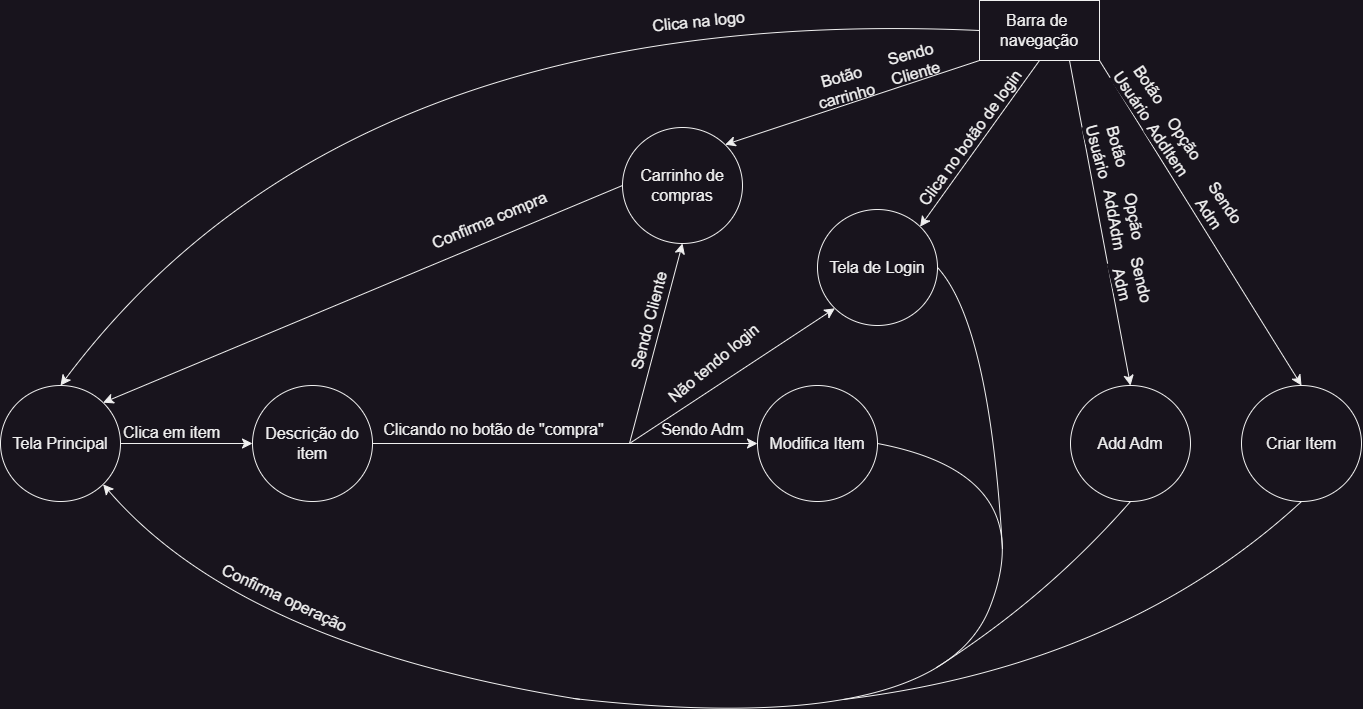 Barra de
navegação
Clica na logo
Botão Sendo
carrinho Cliente
Clica no botão de login
Botão Opção Sendo
Usuário AddAdm Adm
Botão Opção Sendo
Usuário AddItem Adm
Carrinho de
compras
Confirma compra
Tela de Login
Sendo Cliente
Não tendo login
Tela Principal
Clica em item
Descrição do
item
Clicando no botão de "compra"
Sendo Adm
Modifica Item
Add Adm
Criar Item
Confirma operação